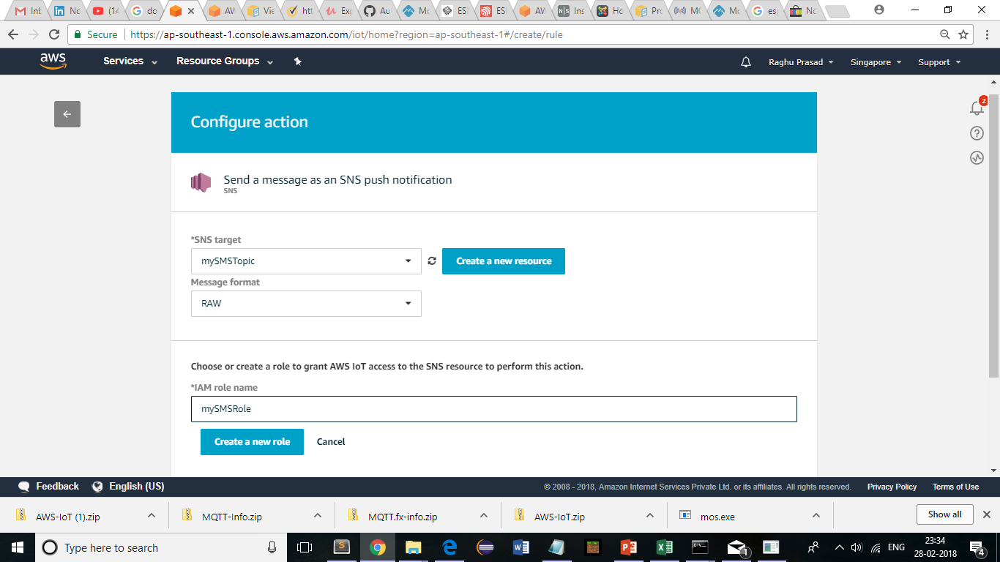 Inb
Nc
(14
do
AW
Vie
htt
Exp
Au
Mc
ESI
ESI
AW
Ins
Hc
Pro
MC
Mc
esp
Nc
Secure
https://ap-southeast-1.console.aws.amazon.com/iot/home?region=ap-southeast-1#/create/rule
aws
Services
Resource Groups
Raghu Prasad
Singapore
Support
2
Configure action
Send a message as an SNS push notification
SNS
*SNS target
mySMSTopic
Create a new resource
Message format
RAW
Choose or create a role to grant AWS IoT access to the SNS resource to perform this action.
*IAM role name
mySMSRole
Create a new role
Cancel
Feedback
English (US)
© 2008 - 2018, Amazon Internet Services Private Ltd. or its affiliates. All rights reserved.
Privacy Policy
Terms of Use
AWS-IoT (1).zip
MQTT-Info.zip
MQTT.fx-info.zip
AWS-IoT.zip
mos.exe
Show all
Type here to search
1
ENG
23:34
28-02-2018
4